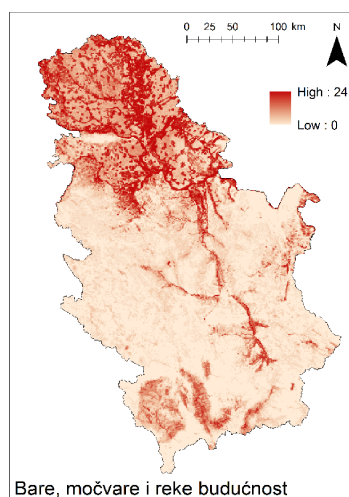 0 25 50 100 km
N
High : 24
Low : 0
Bare, močvare i reke budućnost